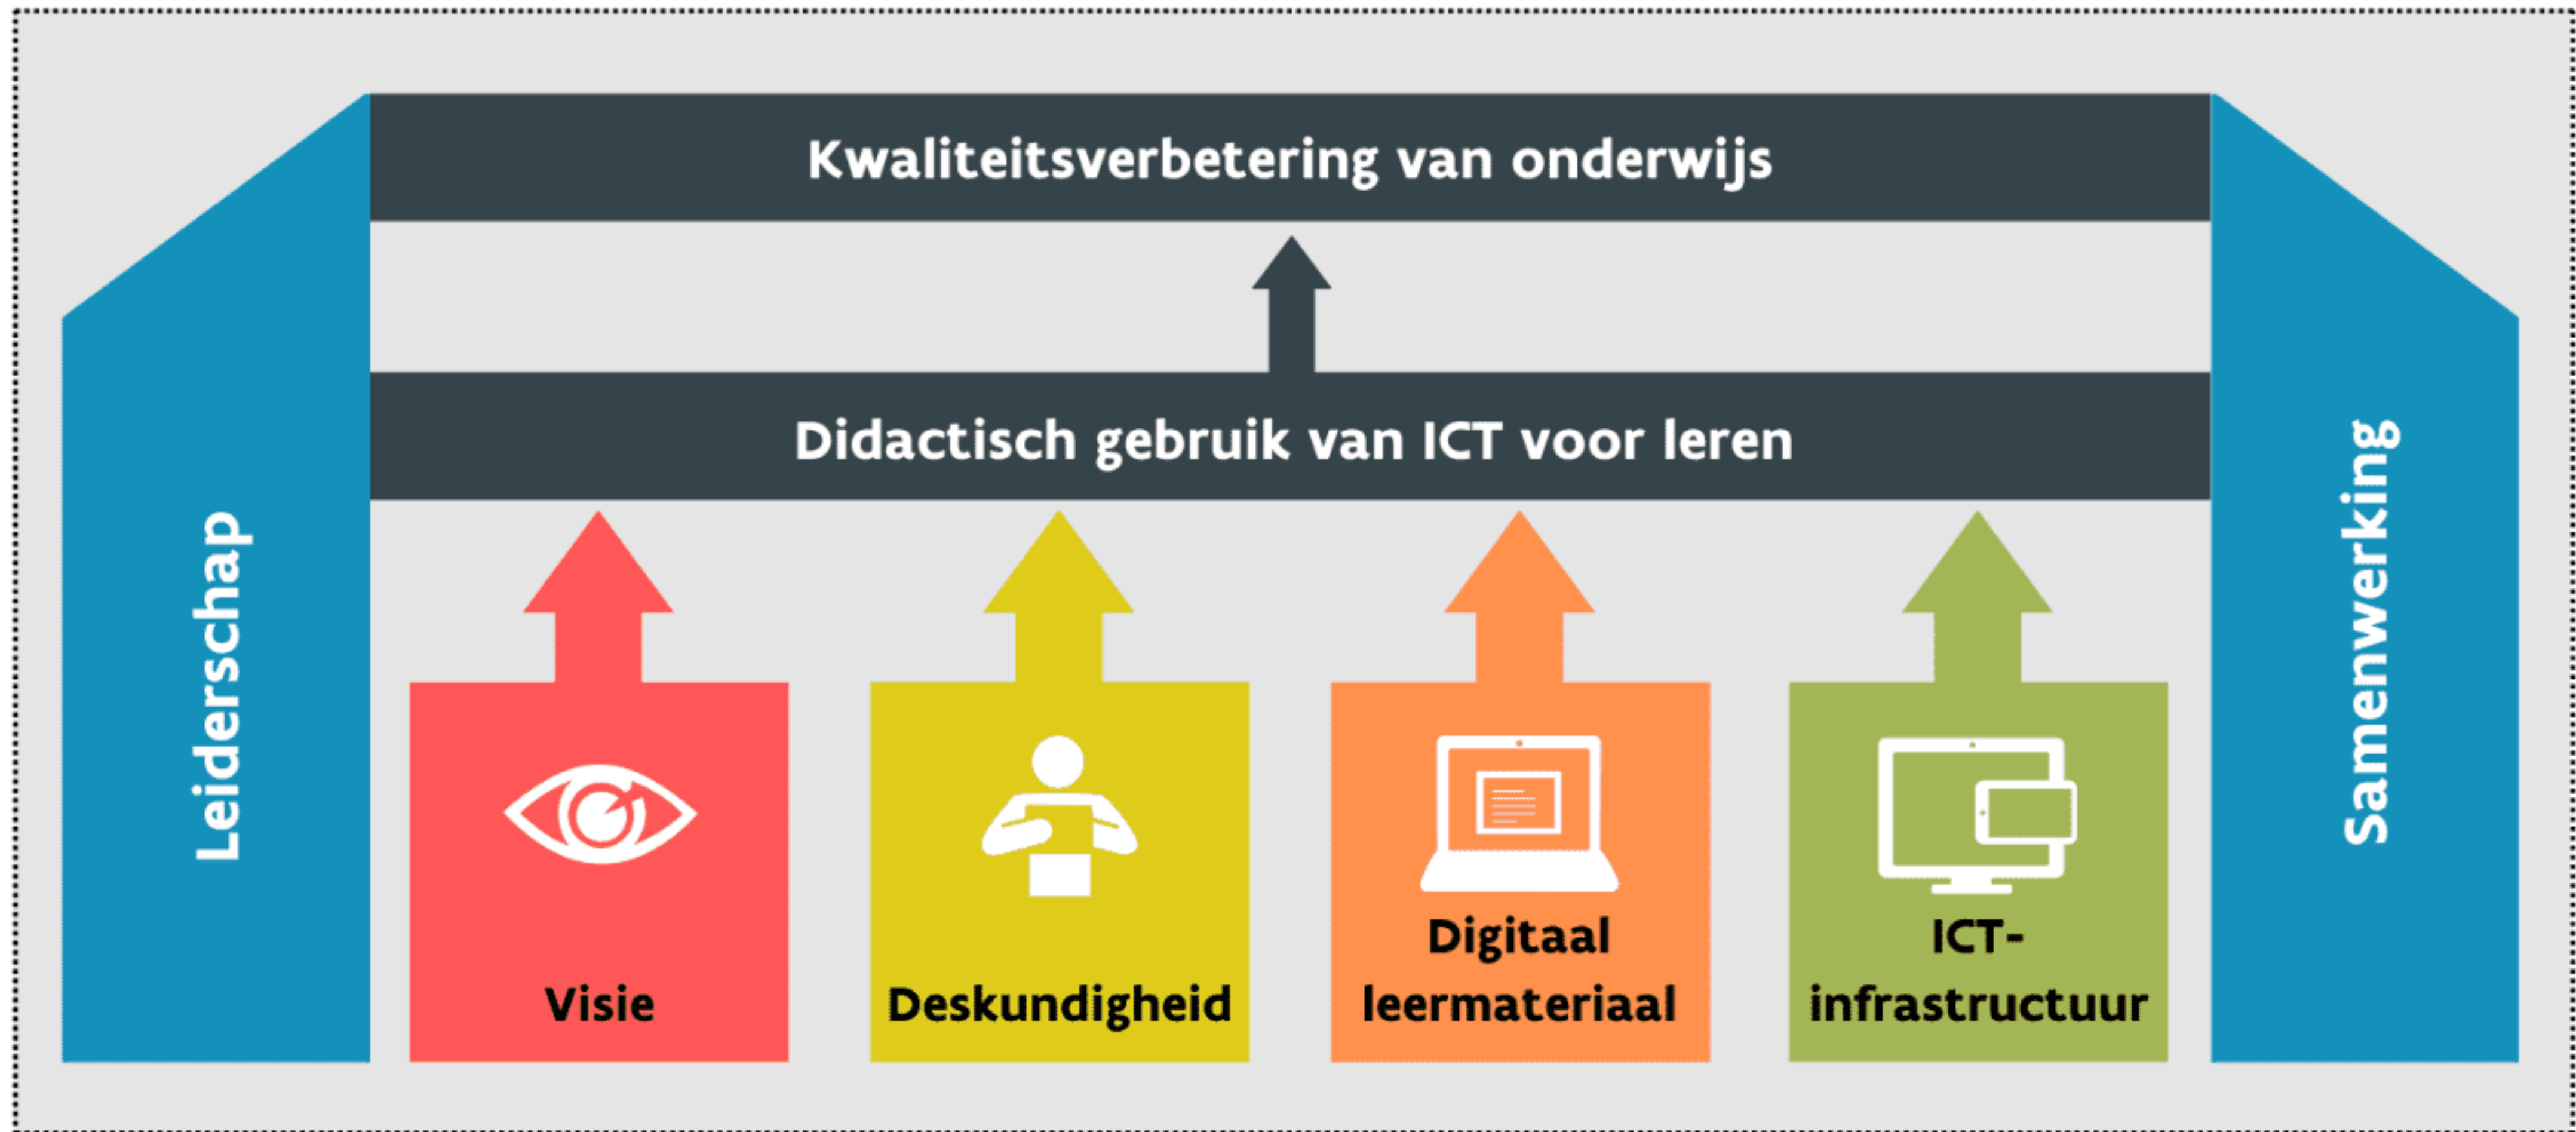 Kwaliteitsverbetering van onderwijs
Didactisch gebruik van ICT voor leren
Leiderschap
Samenwerking
Visie
Deskundigheid
Digitaal
leermateriaal
ICT-
infrastructuur